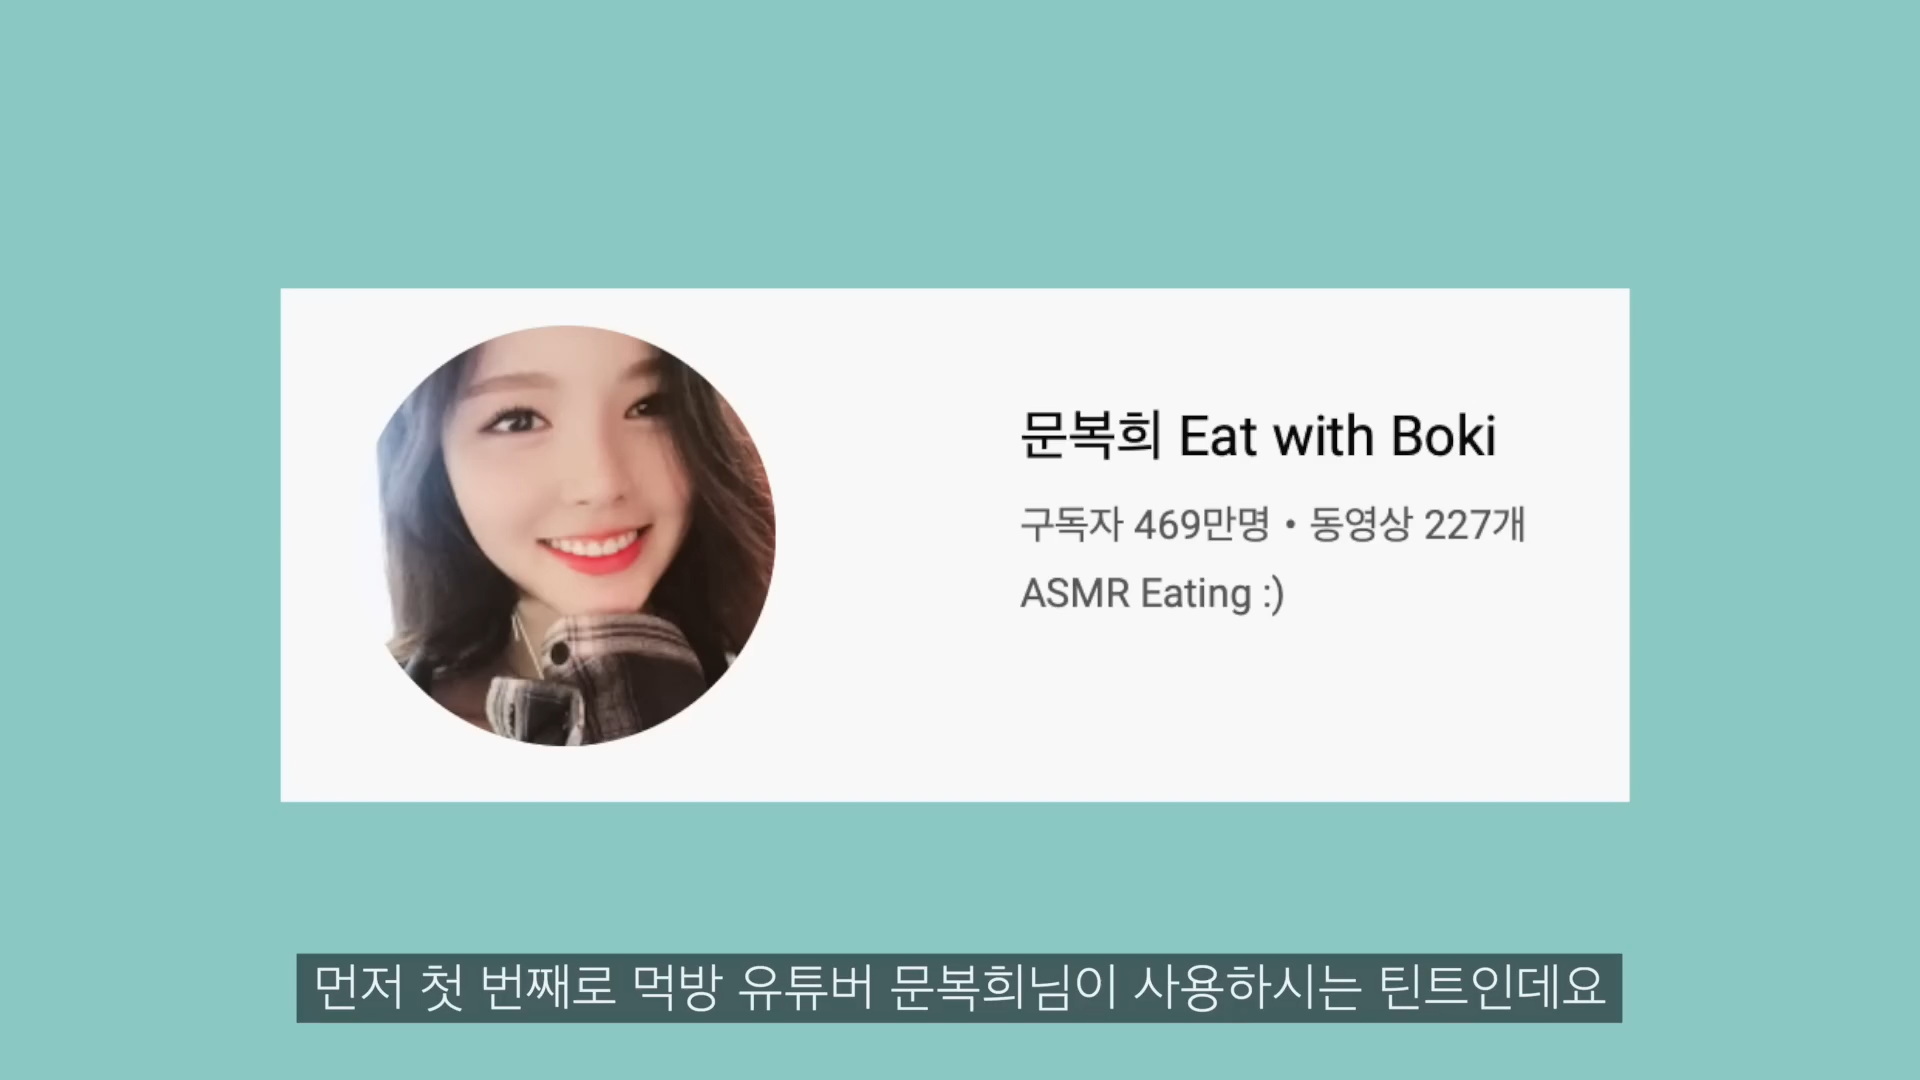 문복희 Eat with Boki
구독자 469만명 • 동영상 227개
ASMR Eating :)
먼저 첫 번째로 먹방 유튜버 문복희님이 사용하시는 틴트인데요